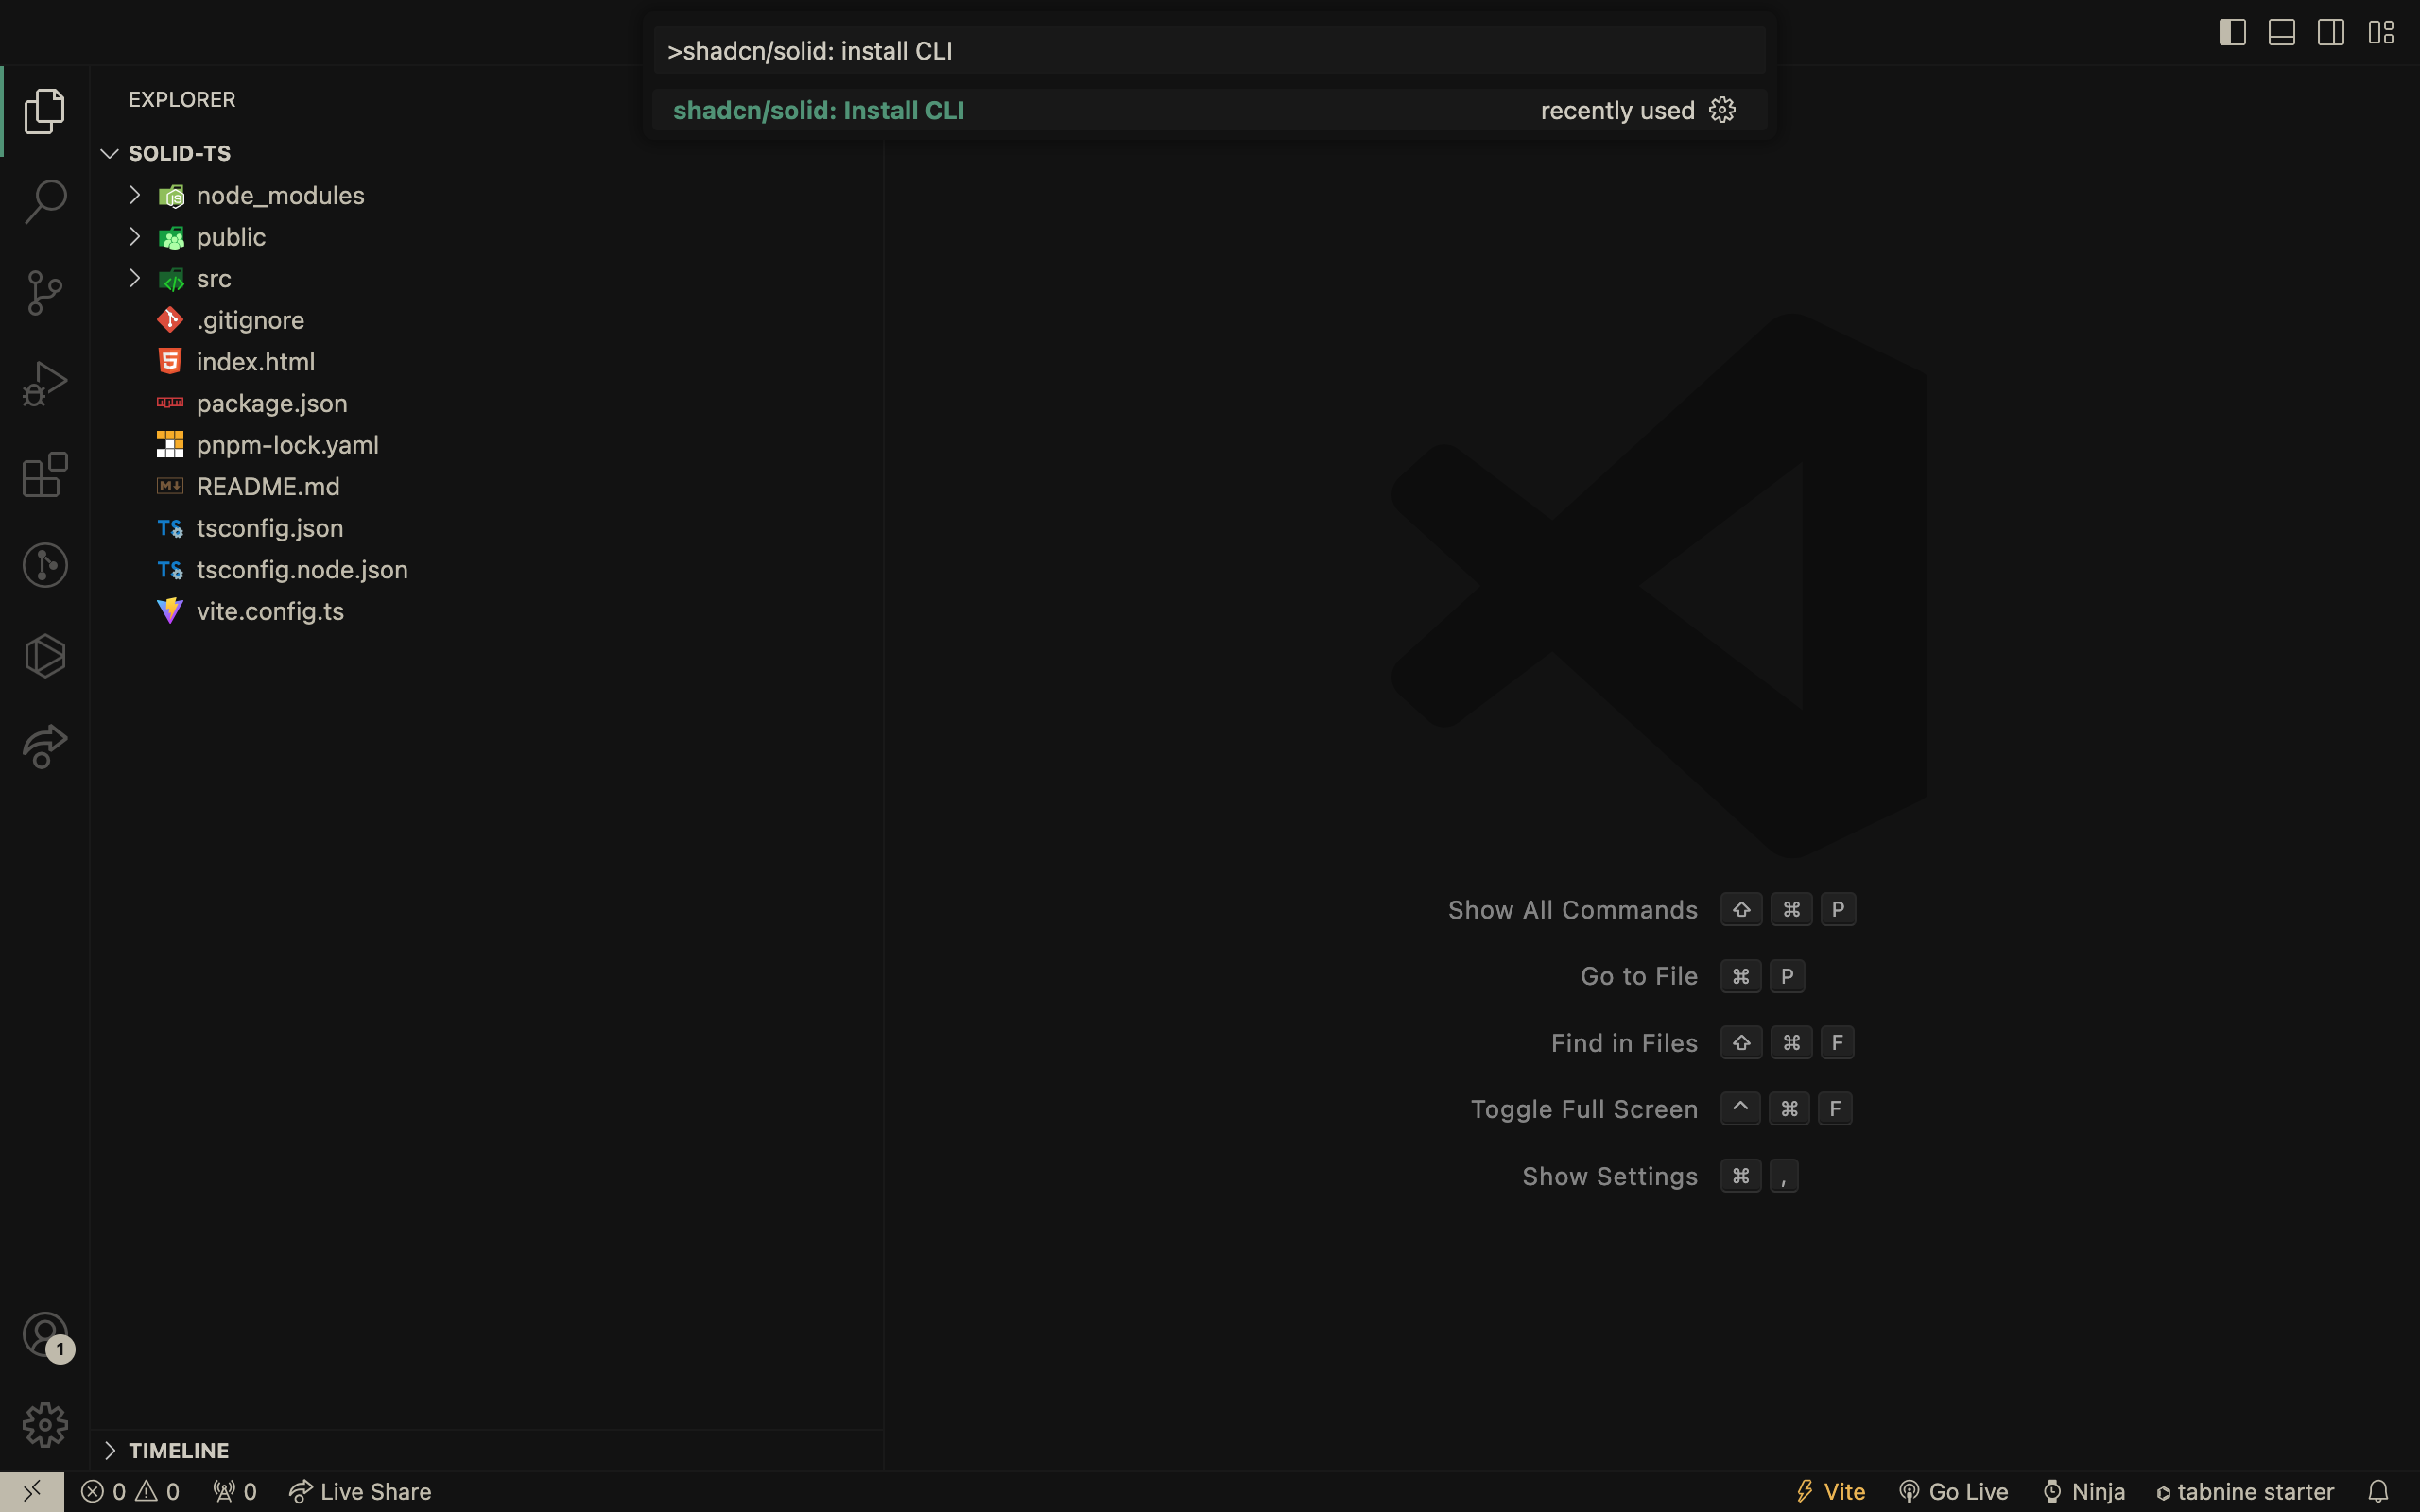 >shadcn/solid: install CLI
shadcn/solid: Install CLI recently used
EXPLORER
SOLID-TS
node_modules
public
src
.gitignore
index.html
package.json
pnpm-lock.yaml
README.md
tsconfig.json
tsconfig.node.json
vite.config.ts
Show All Commands ⇧ ⌘ P
Go to File ⌘ P
Find in Files ⇧ ⌘ F
Toggle Full Screen ^ ⌘ F
Show Settings ⌘ ,
1
TIMELINE
0 0 0 Live Share Vite Go Live Ninja tabnine starter